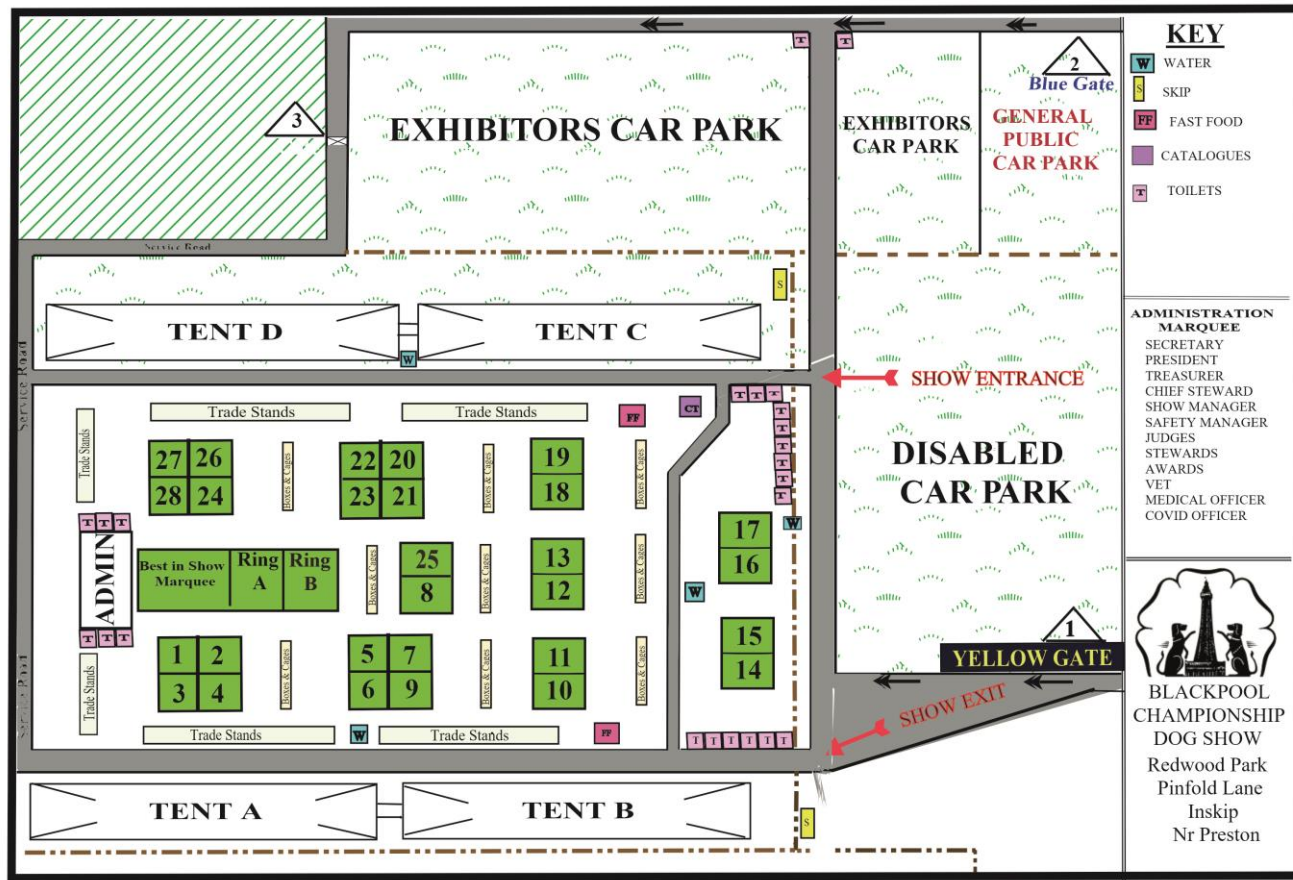 T
T
KEY
W WATER
S SKIP
FF FAST FOOD
CATALOGUES
T TOILETS
3
2
Blue Gate
EXHIBITORS CAR PARK
EXHIBITORS
CAR PARK
GENERAL
PUBLIC
CAR PARK
Service Road
S
TENT D
TENT C
W
Service Road
SHOW ENTRANCE
ADMINISTRATION
MARQUEE
SECRETARY
PRESIDENT
TREASURER
CHIEF STEWARD
SHOW MANAGER
SAFETY MANAGER
JUDGES
STEWARDS
AWARDS
VET
MEDICAL OFFICER
COVID OFFICER
Trade Stands
Trade Stands
Trade Stands
FF
CT
T T T
T
T
T
T
T
T
27 26
28 24
Boxes & Cages
22 20
23 21
Boxes & Cages
19
18
Boxes & Cages
DISABLED
CAR PARK
T T T
ADMIN
T T T
Best in Show
Marquee
Ring
A
Ring
B
Boxes & Cages
25
8
Boxes & Cages
13
12
Boxes & Cages
17
16
W
W
1 2
3 4
Boxes & Cages
5 7
6 9
Boxes & Cages
11
10
Boxes & Cages
15
14
1
YELLOW GATE
Trade Stands
Trade Stands
W
Trade Stands
FF
T T T T T T
SHOW EXIT
TENT A
TENT B
S
BLACKPOOL
CHAMPIONSHIP
DOG SHOW
Redwood Park
Pinfold Lane
Inskip
Nr Preston